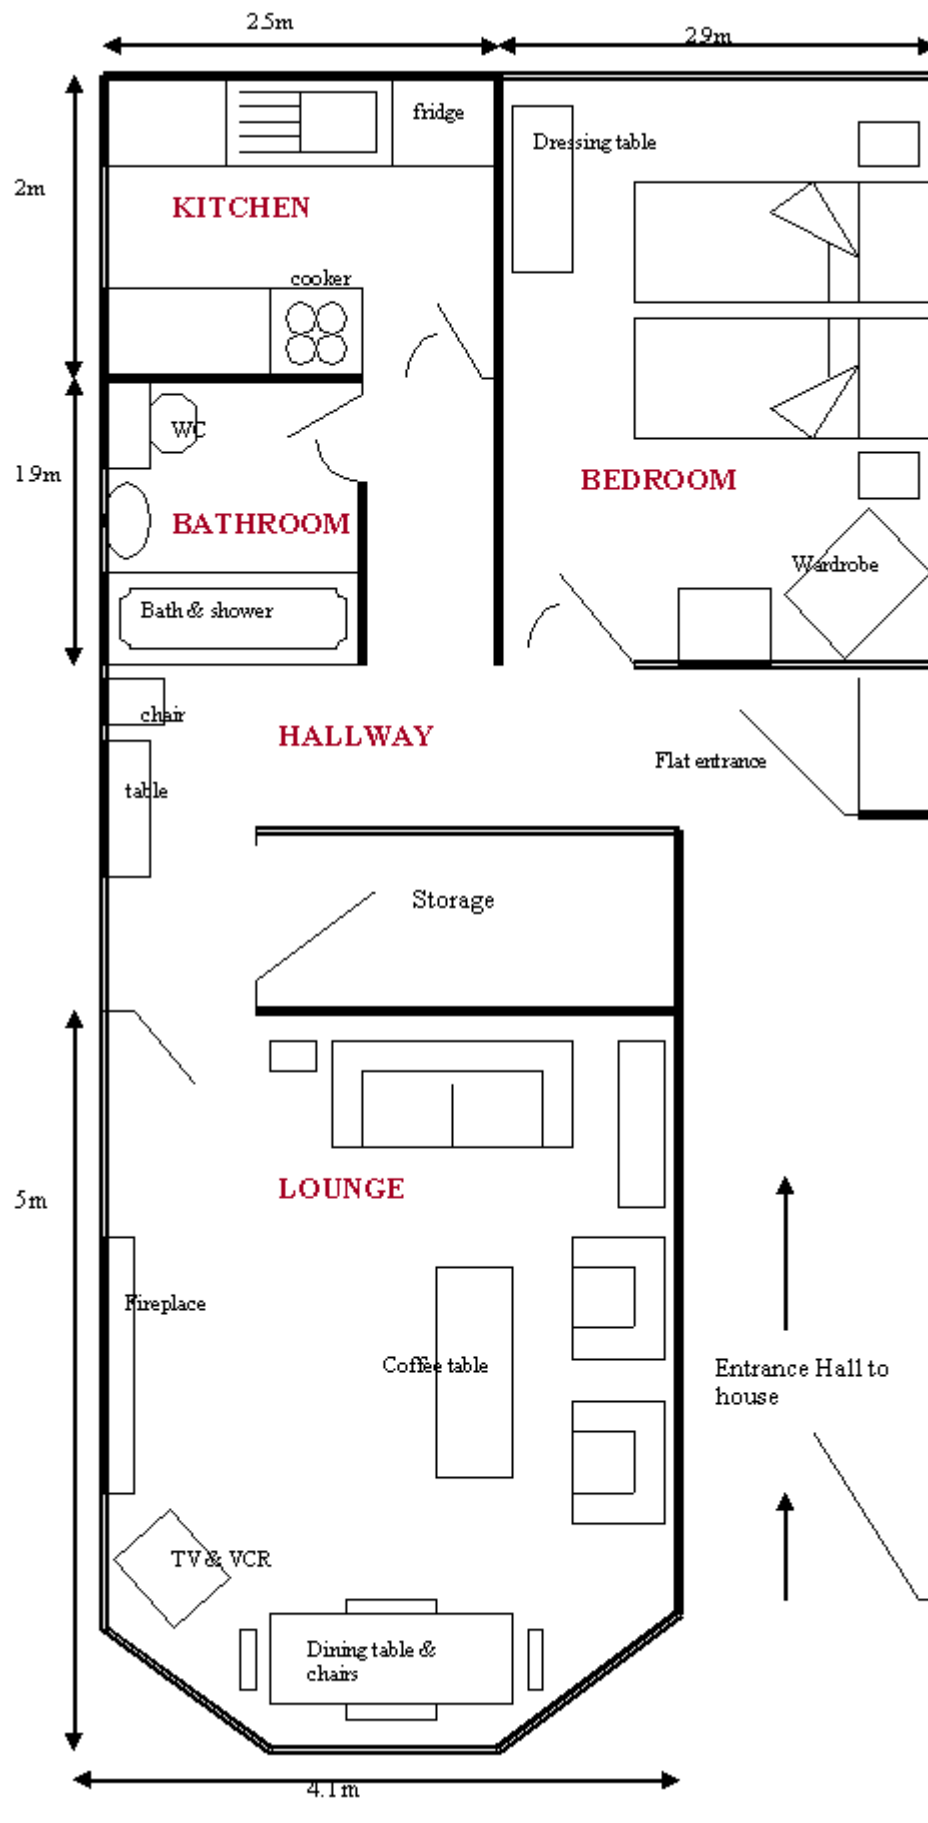 2.5m
2.9m
fridge
Dressing table
2m
KITCHEN
cooker
WC
1.9m
BEDROOM
BATHROOM
Wardrobe
Bath & shower
chair
HALLWAY
Flat entrance
table
Storage
LOUNGE
5m
Fireplace
Coffee table
Entrance Hall to
house
TV & VCR
Dining table &
chairs
4.1m